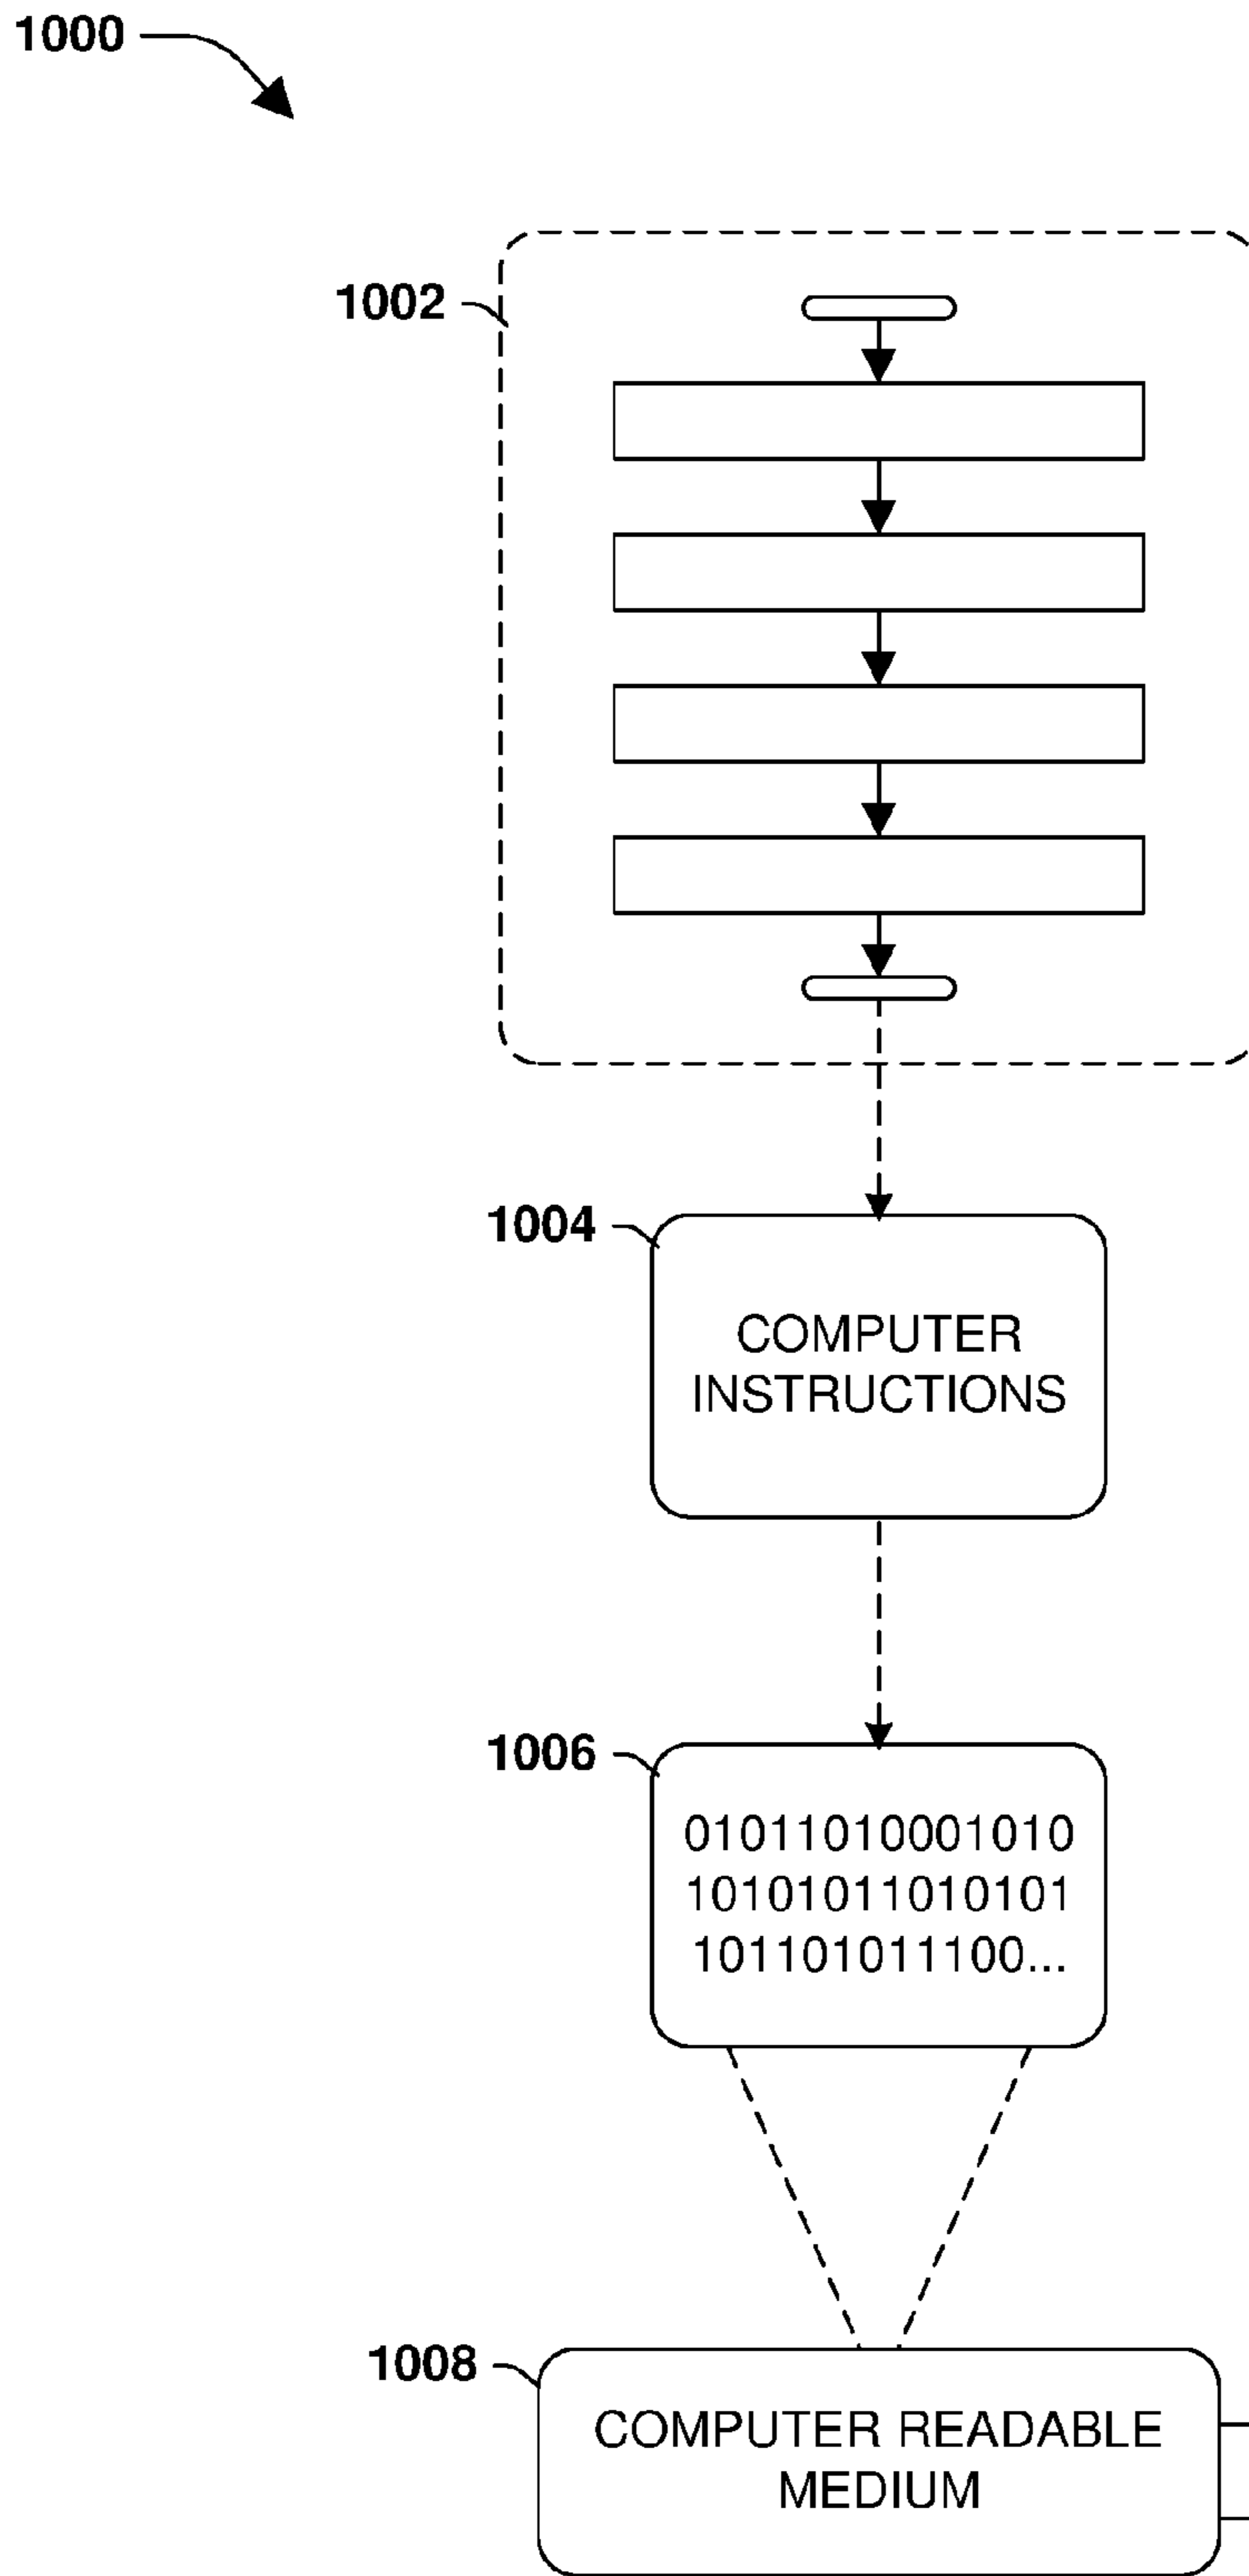 1000
1002
1004
COMPUTER
INSTRUCTIONS
1006
01011010001010
10101011010101
101101011100...
1008
COMPUTER READABLE
MEDIUM